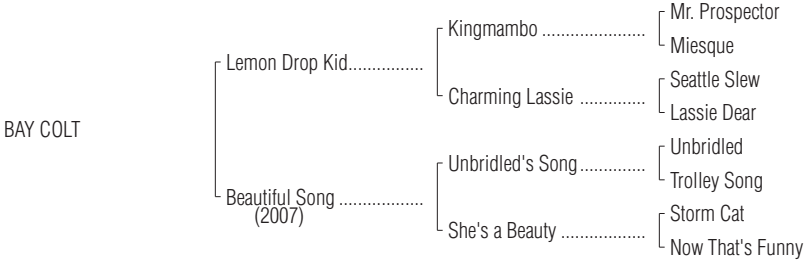 Mr. Prospector
Kingmambo ......................
Miesque
Lemon Drop Kid................
Seattle Slew
Charming Lassie ..............
Lassie Dear
BAY COLT
Unbridled
Unbridled's Song..............
Trolley Song
Beautiful Song ..................
(2007)
Storm Cat
She's a Beauty ..................
Now That's Funny